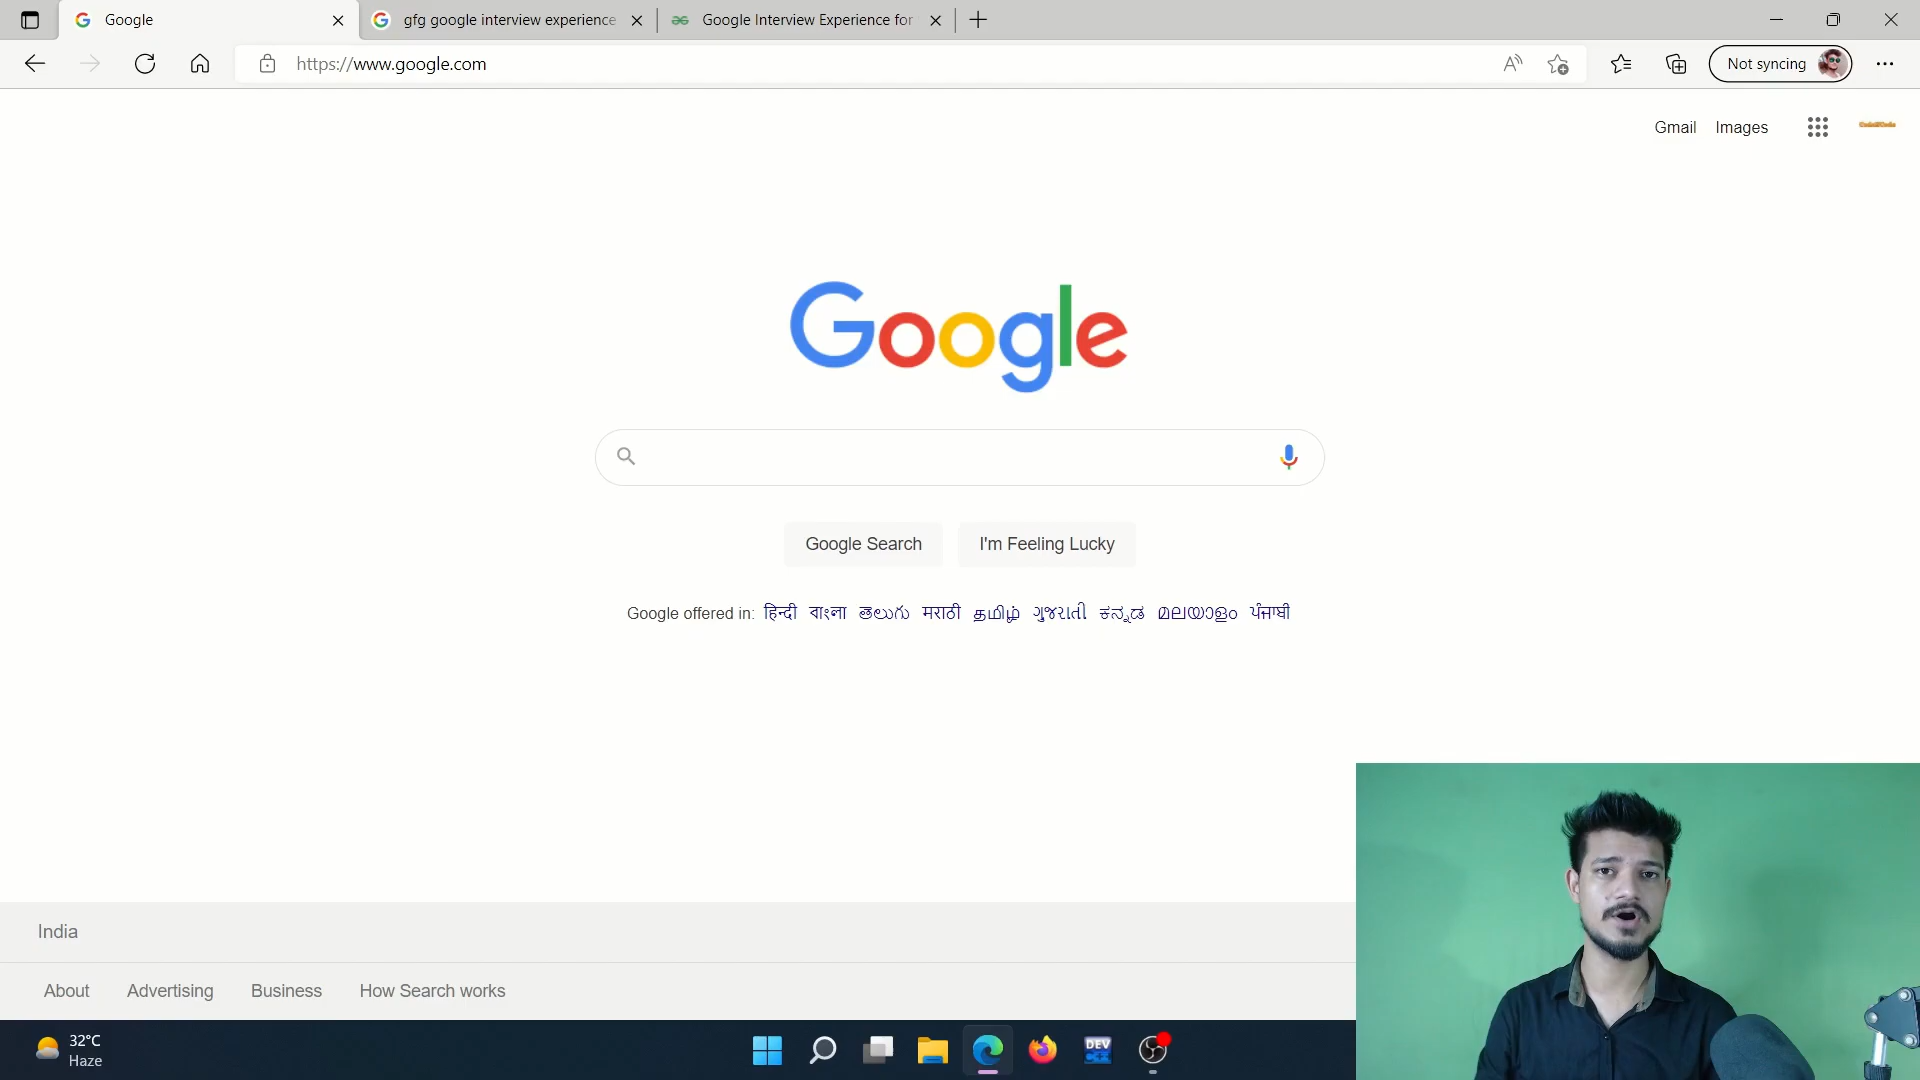 Google
gfg google interview experience
Google Interview Experience for
https://www.google.com
Not syncing
Gmail Images
Google
Google Search I'm Feeling Lucky
Google offered in: हिन्दी বাংলা తెలుగు मराठी தமிழ் ગુજરાતી ಕನ್ನಡ മലയാളം ਪੰਜਾਬੀ
India
About Advertising Business How Search works
32°C
Haze
DEV